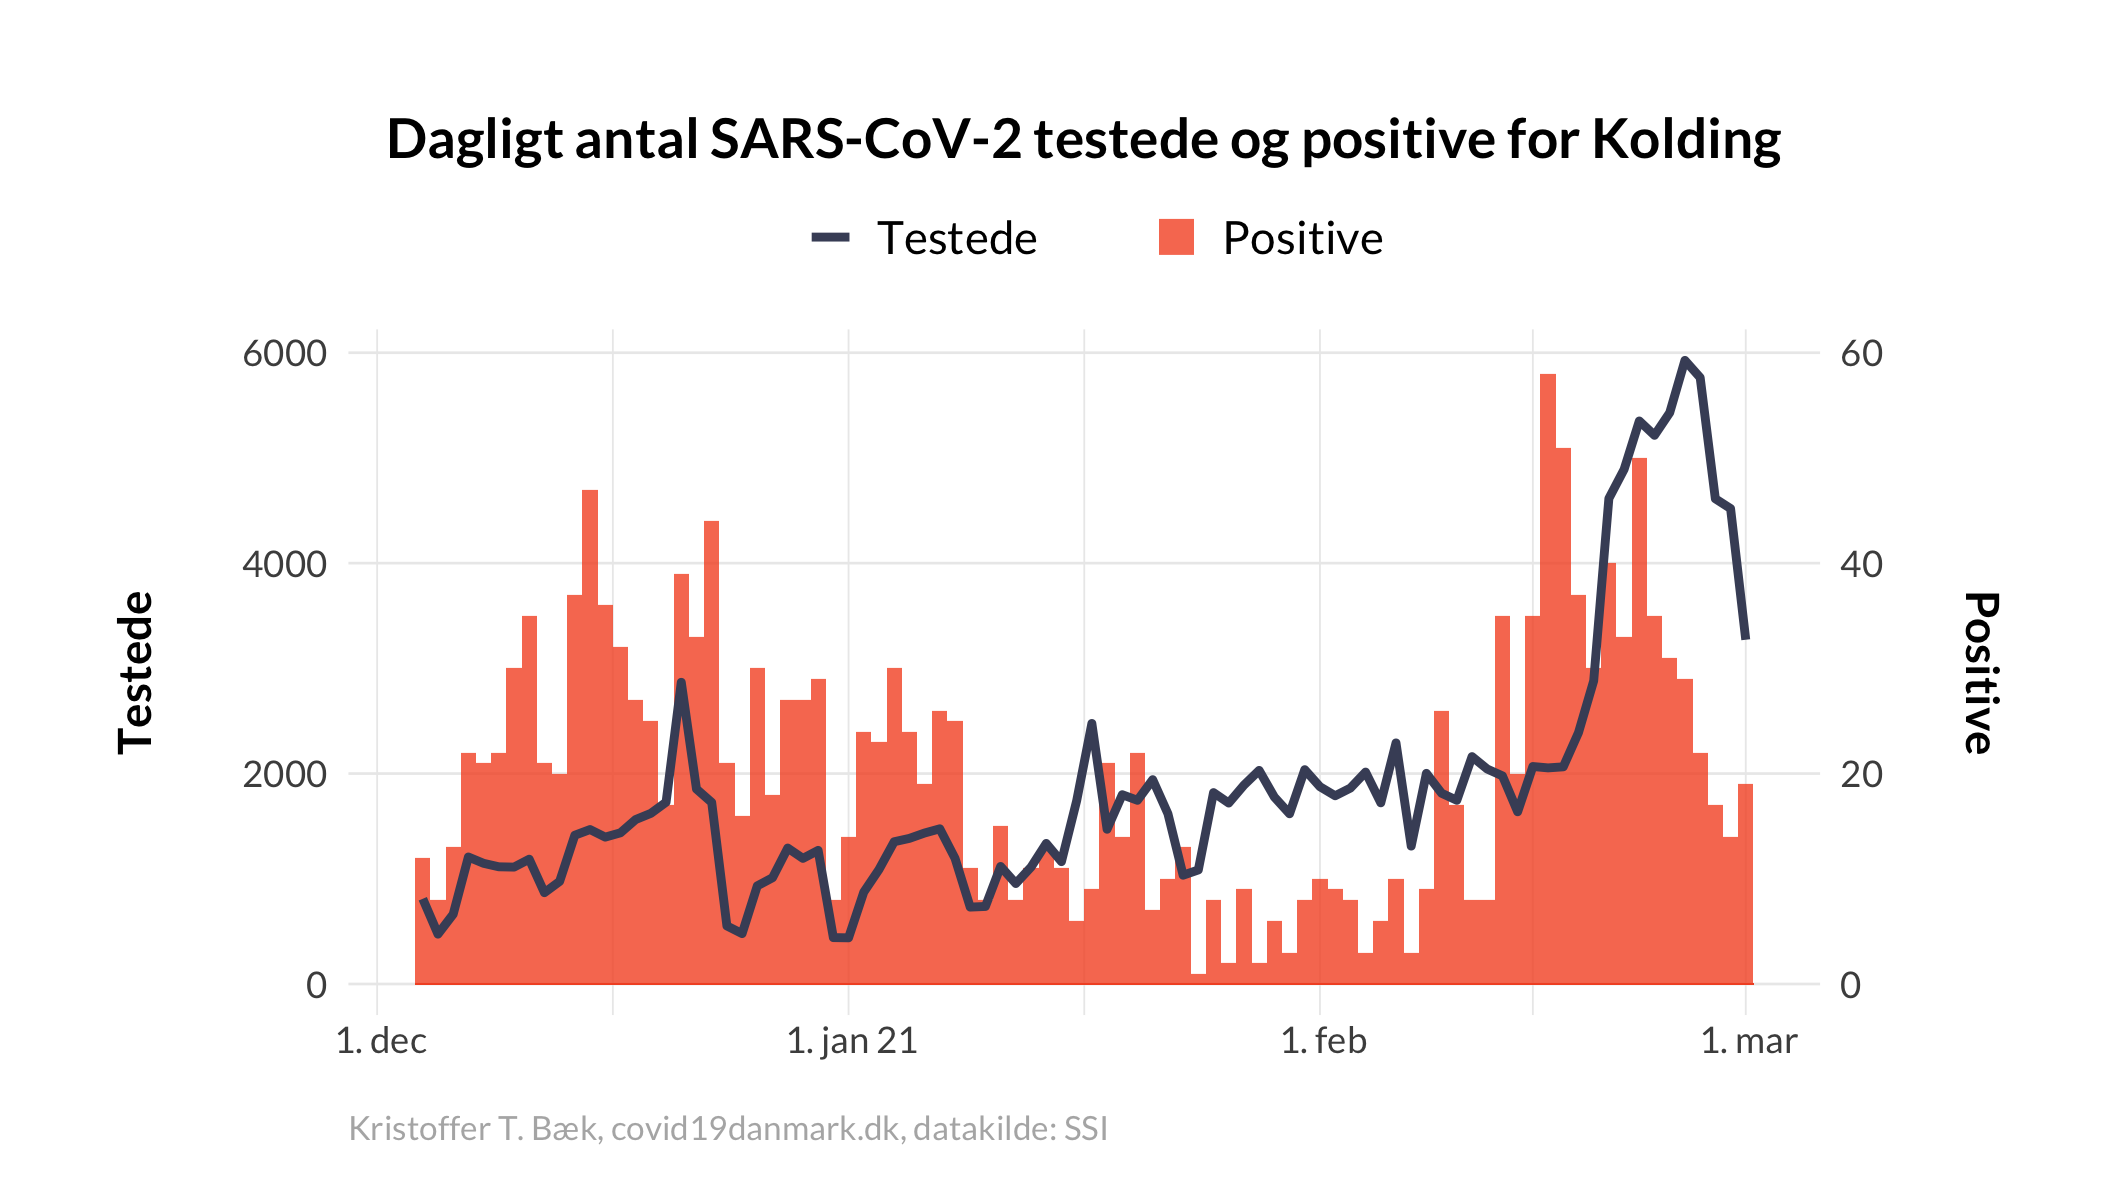 Dagligt antal SARS-CoV-2 testede og positive for Kolding
Testede
Positive
6000
4000
2000
0
Testede
60
40
20
0
Positive
1. dec
1. jan 21
1. feb
1. mar
Kristoffer T. Bæk, covid19danmark.dk, datakilde: SSI